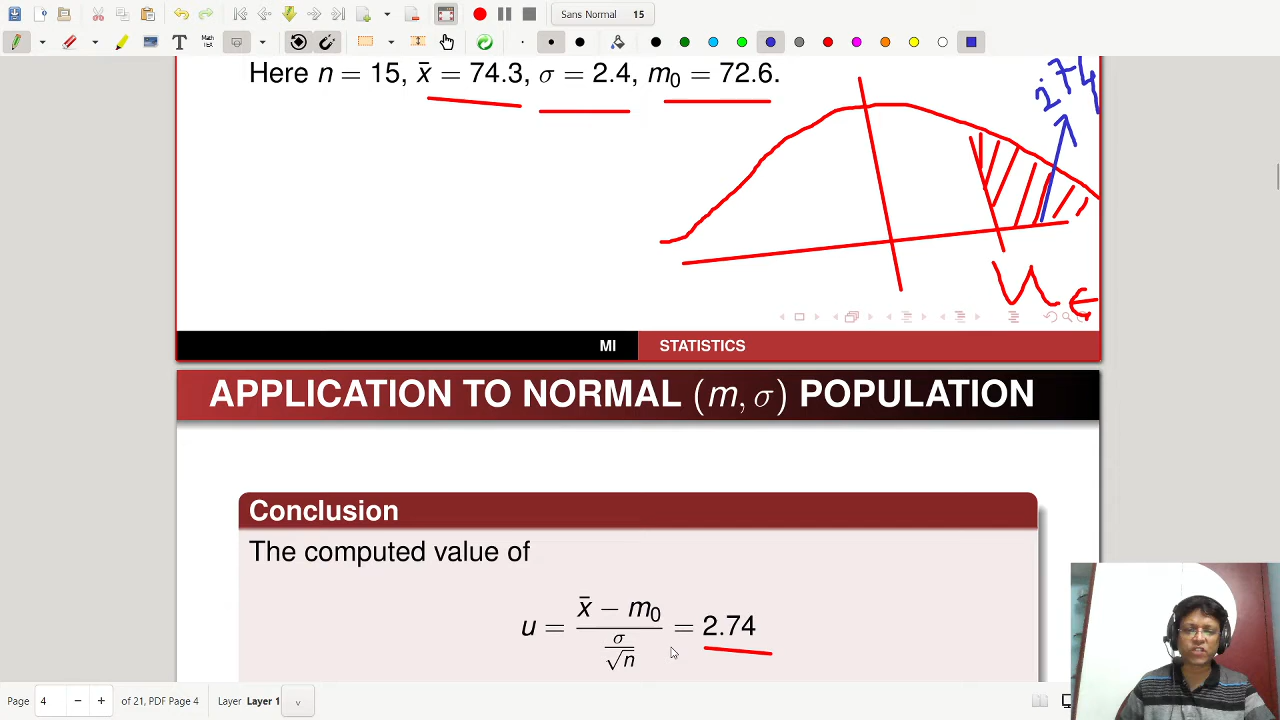 Sans Normal 15
Here n = 15, x̄ = 74.3, σ = 2.4, m₀ = 72.6.
2.74
u
MI STATISTICS
APPLICATION TO NORMAL (m, σ) POPULATION
Conclusion
The computed value of
u = (x̄ − m₀) / (σ/√n) = 2.74
Page 4 of 21, PDF Page 4 Layer Layer 1